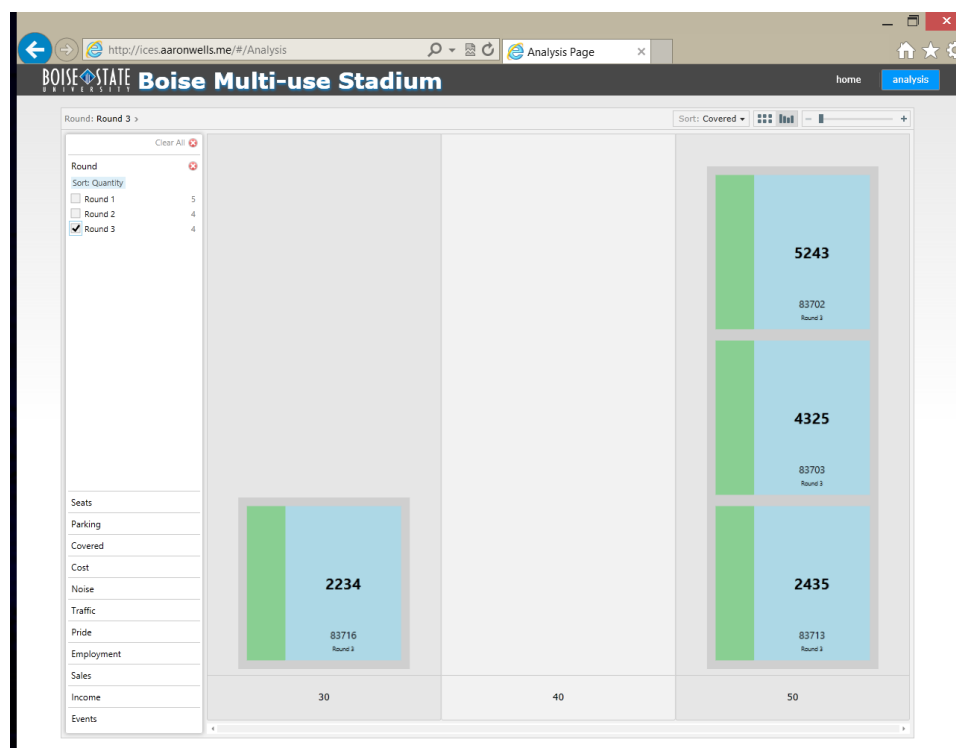 http://ices.aaronwells.me/#/Analysis
Analysis Page
BOISE STATE
UNIVERSITY
Boise Multi-use Stadium
home
analysis
Round: Round 3 >
Sort: Covered
Clear All
Round
Sort: Quantity
Round 1 5
Round 2 4
Round 3 4
Seats
Parking
Covered
Cost
Noise
Traffic
Pride
Employment
Sales
Income
Events
2234
83716
Round 3
5243
83702
Round 3
4325
83703
Round 3
2435
83713
Round 3
30
40
50